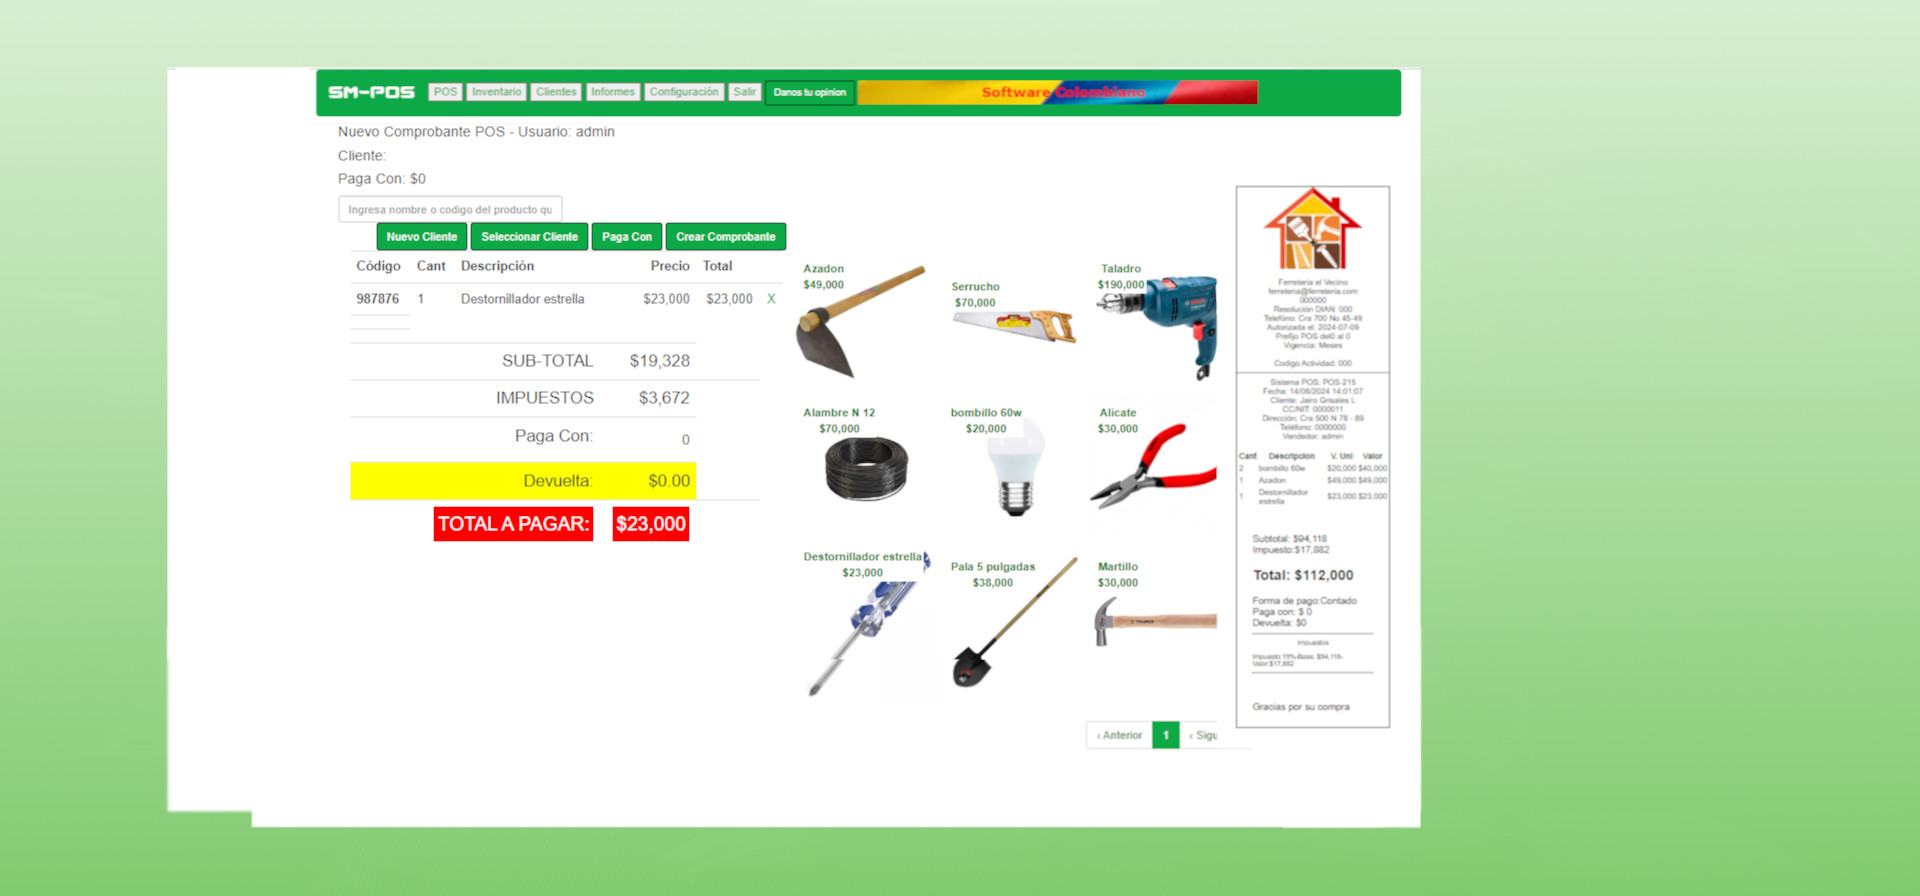 SM-POS POS Inventario Clientes Informes Configuración Salir Danos tu opinion Software Colombiano
Nuevo Comprobante POS - Usuario: admin
Cliente:
Paga Con: $0
Ingresa nombre o codigo del producto qu
Nuevo Cliente Seleccionar Cliente Paga Con Crear Comprobante
Código Cant Descripción Precio Total
987876 1 Destornillador estrella $23,000 $23,000 X
SUB-TOTAL $19,328
IMPUESTOS $3,672
Paga Con: 0
Devuelta: $0.00
TOTAL A PAGAR: $23,000
Azadon
$49,000
Serrucho
$70,000
Taladro
$190,000
Alambre N 12
$70,000
bombillo 60w
$20,000
Alicate
$30,000
Destornillador estrella
$23,000
Pala 5 pulgadas
$38,000
Martillo
$30,000
‹ Anterior 1 ‹ Sigu
Ferreteria el Vecino
ferreteria@ferreteria.com
000000
Resolución DIAN: 000
Telefóno: Cra 700 No 45-49
Autorizada el: 2024-07-09
Prefijo POS del0 al 0
Vigencia: Meses
Codigo Actividad: 000
Sistema POS: POS-215
Fecha: 14/08/2024 14:01:07
Cliente: Jairo Grisales L
CC/NIT: 0000011
Dirección: Cra 500 N 78 - 89
Teléfono: 0000000
Vendedor: admin
Cant Descripcion V. Uni Valor
2 bombillo 60w $20,000 $40,000
1 Azadon $49,000 $49,000
1 Destornillador estrella $23,000 $23,000
Subtotal: $94,118
Impuesto:$17,882
Total: $112,000
Forma de pago:Contado
Paga con: $ 0
Devuelta: $0
Impuestos
Impuesto 19%-Base: $94,118-
Valor:$17,882
Gracias por su compra